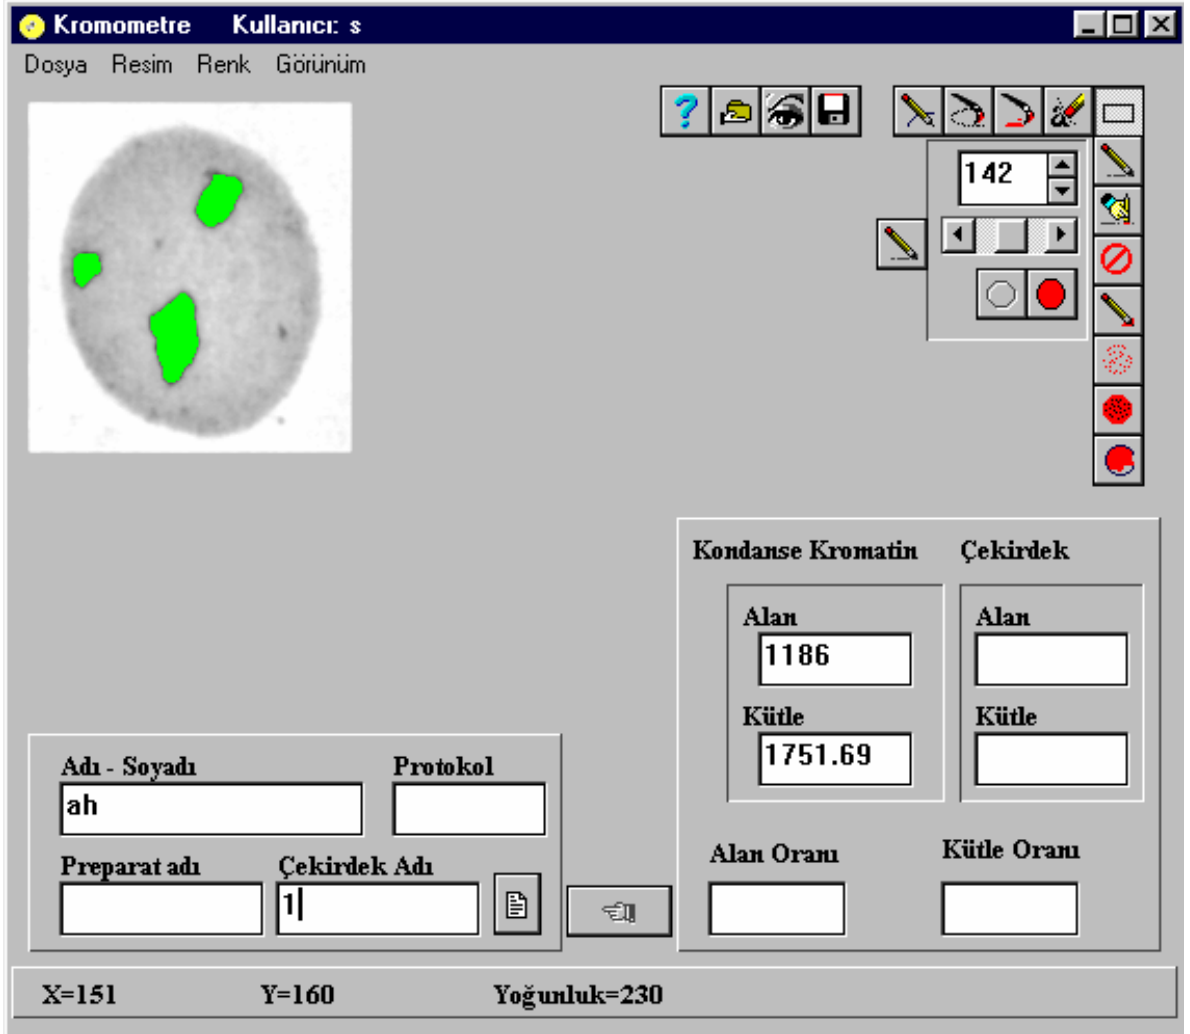 Kromometre Kullanıcı: s
Dosya Resim Renk Görünüm
142
Kondanse Kromatin Çekirdek
Alan Alan
1186
Kütle Kütle
1751.69
Adı - Soyadı Protokol
ah
Preparat adı Çekirdek Adı
1
Alan Oranı Kütle Oranı
X=151 Y=160 Yoğunluk=230